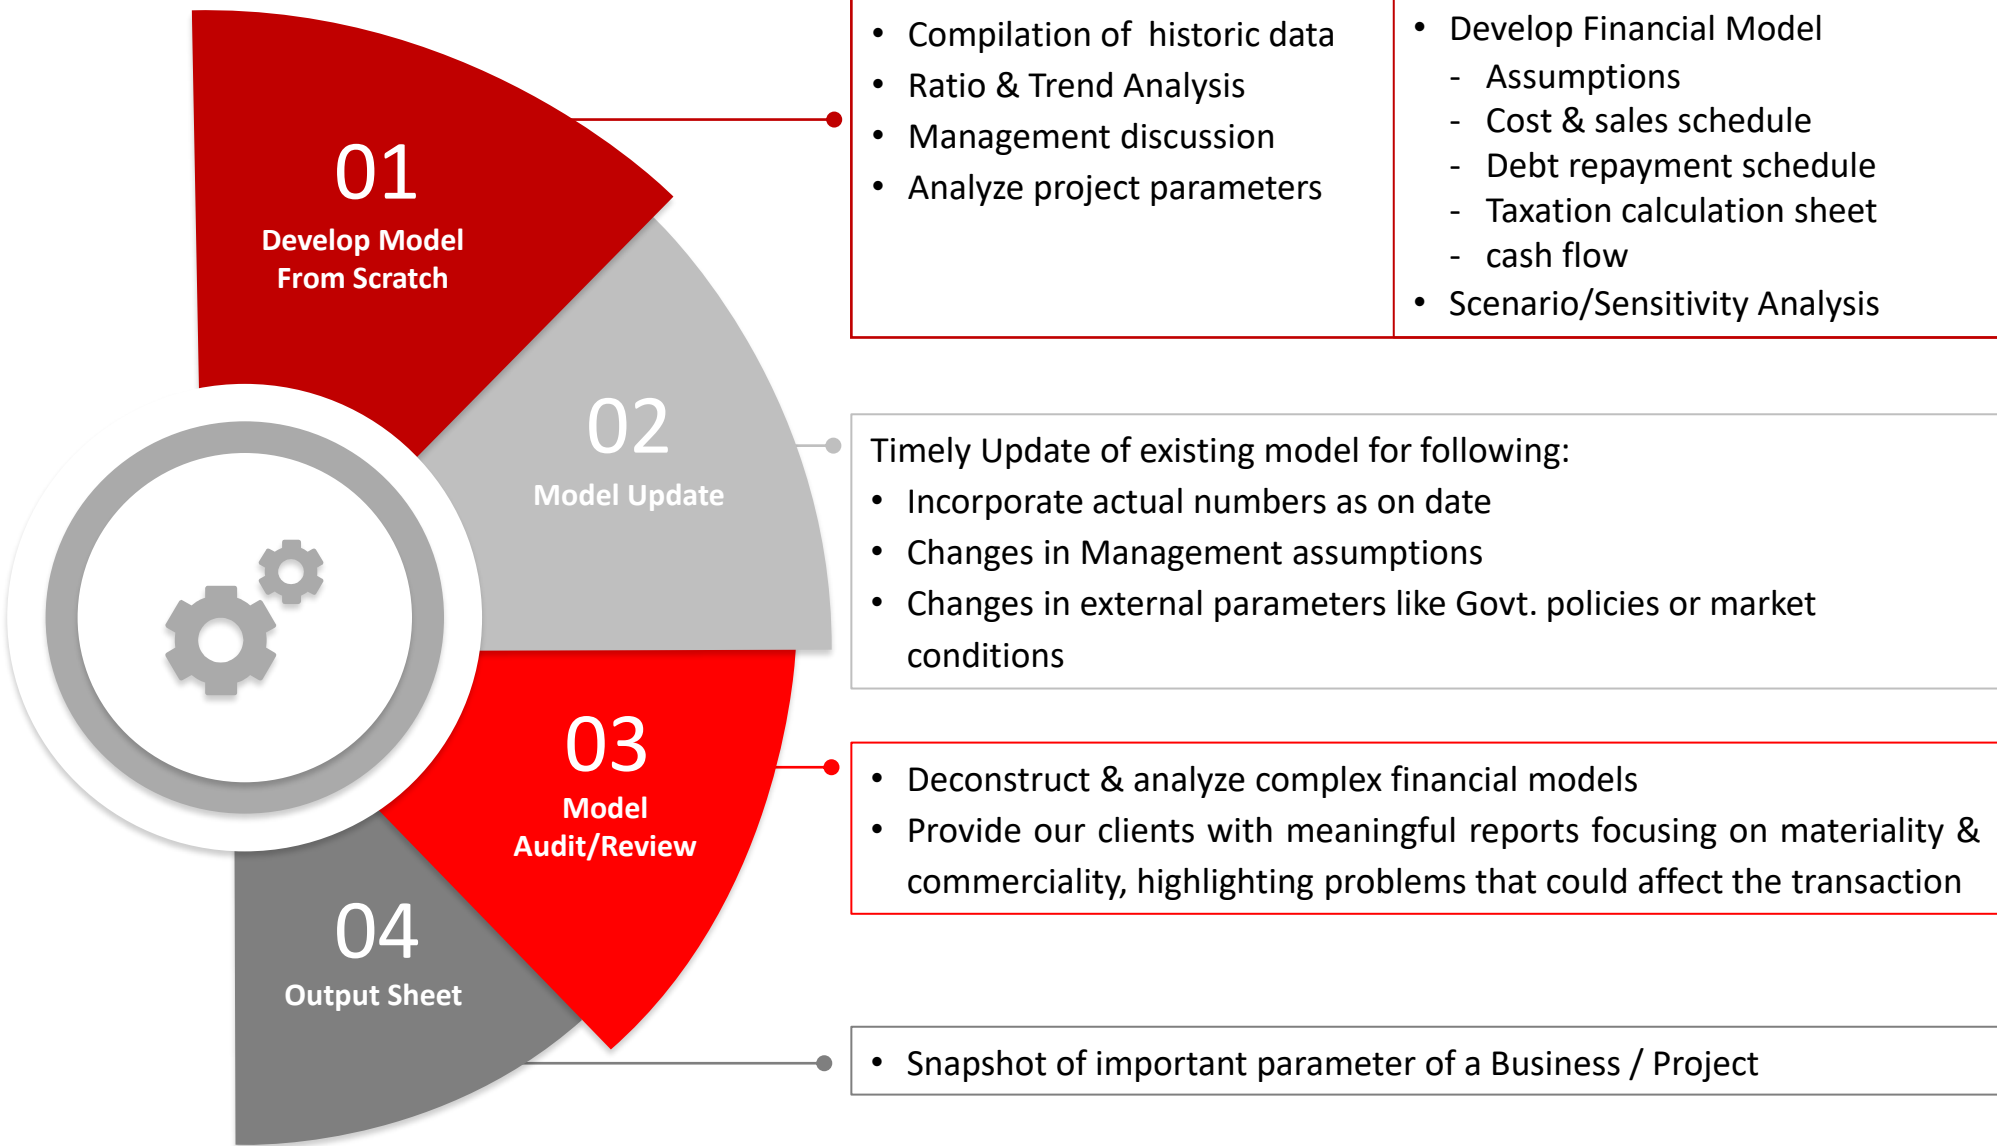 01
Develop Model
From Scratch
• Compilation of historic data
• Ratio & Trend Analysis
• Management discussion
• Analyze project parameters
• Develop Financial Model
- Assumptions
- Cost & sales schedule
- Debt repayment schedule
- Taxation calculation sheet
- cash flow
• Scenario/Sensitivity Analysis
02
Model Update
Timely Update of existing model for following:
• Incorporate actual numbers as on date
• Changes in Management assumptions
• Changes in external parameters like Govt. policies or market
conditions
03
Model
Audit/Review
• Deconstruct & analyze complex financial models
• Provide our clients with meaningful reports focusing on materiality &
commerciality, highlighting problems that could affect the transaction
04
Output Sheet
• Snapshot of important parameter of a Business / Project